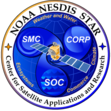 NOAA NESDIS STAR
Weather and Water
SMC
CORP
SOC
Center for Satellite Applications and Research